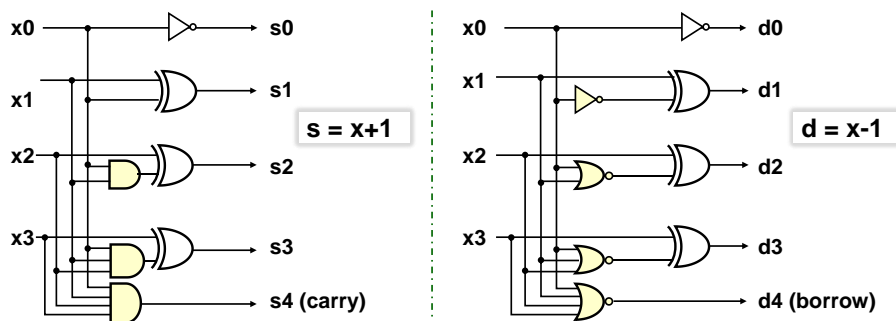 x0
s0
x1
s1
s = x+1
x2
s2
x3
s3
s4 (carry)
x0
d0
x1
d1
d = x-1
x2
d2
x3
d3
d4 (borrow)